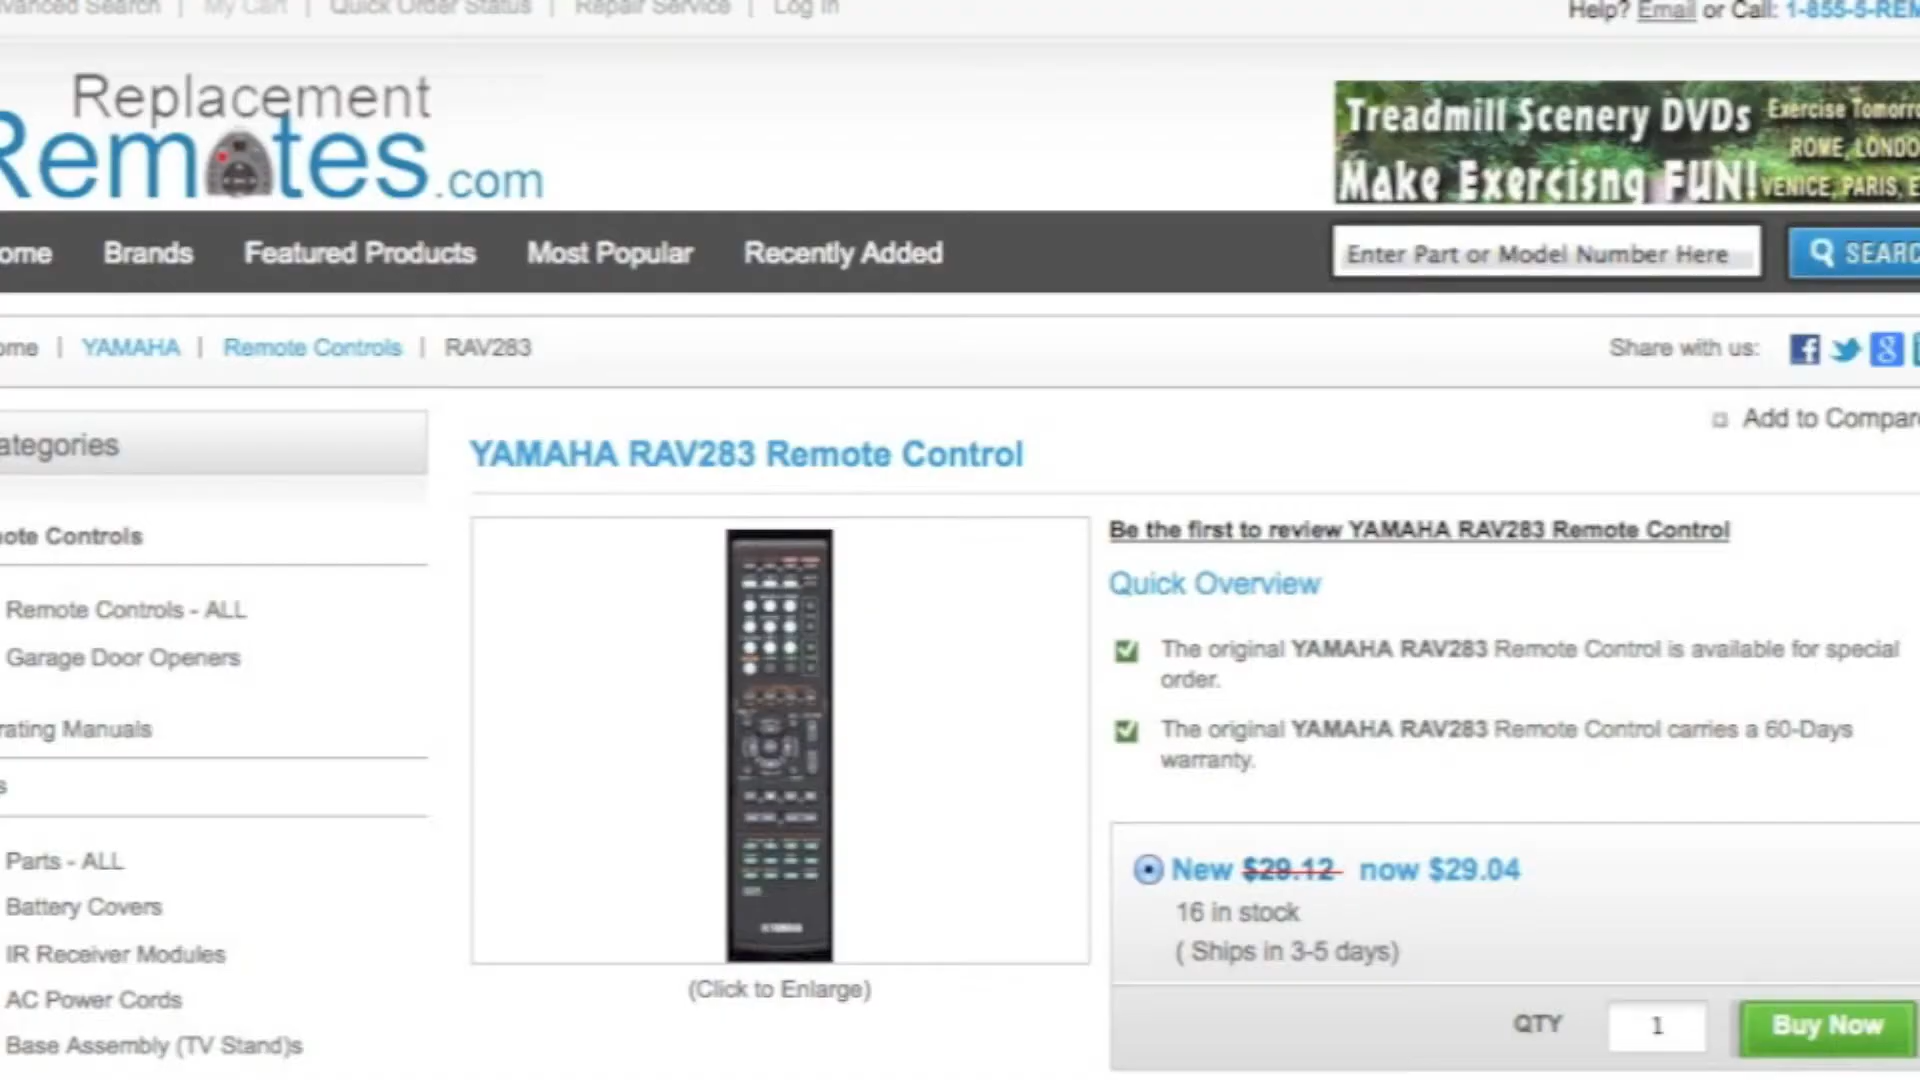 My Cart | Quick Order Status | Repair Service | Log In
Help? Email or Call: 1-855-5-REM
Replacement
Remotes.com
Treadmill Scenery DVDs
Make Exercisng FUN!
Exercise Tomorro
ROME, LONDO
VENICE, PARIS, E
ome Brands Featured Products Most Popular Recently Added
Enter Part or Model Number Here
SEARC
ome | YAMAHA | Remote Controls | RAV283
Share with us:
Add to Compare
ategories
YAMAHA RAV283 Remote Control
ote Controls
Remote Controls - ALL
Garage Door Openers
rating Manuals
s
Parts - ALL
Battery Covers
IR Receiver Modules
AC Power Cords
Base Assembly (TV Stand)s
YAMAHA
(Click to Enlarge)
Be the first to review YAMAHA RAV283 Remote Control
Quick Overview
The original YAMAHA RAV283 Remote Control is available for special
order.
The original YAMAHA RAV283 Remote Control carries a 60-Days
warranty.
New $29.12 now $29.04
16 in stock
( Ships in 3-5 days)
QTY 1 Buy Now